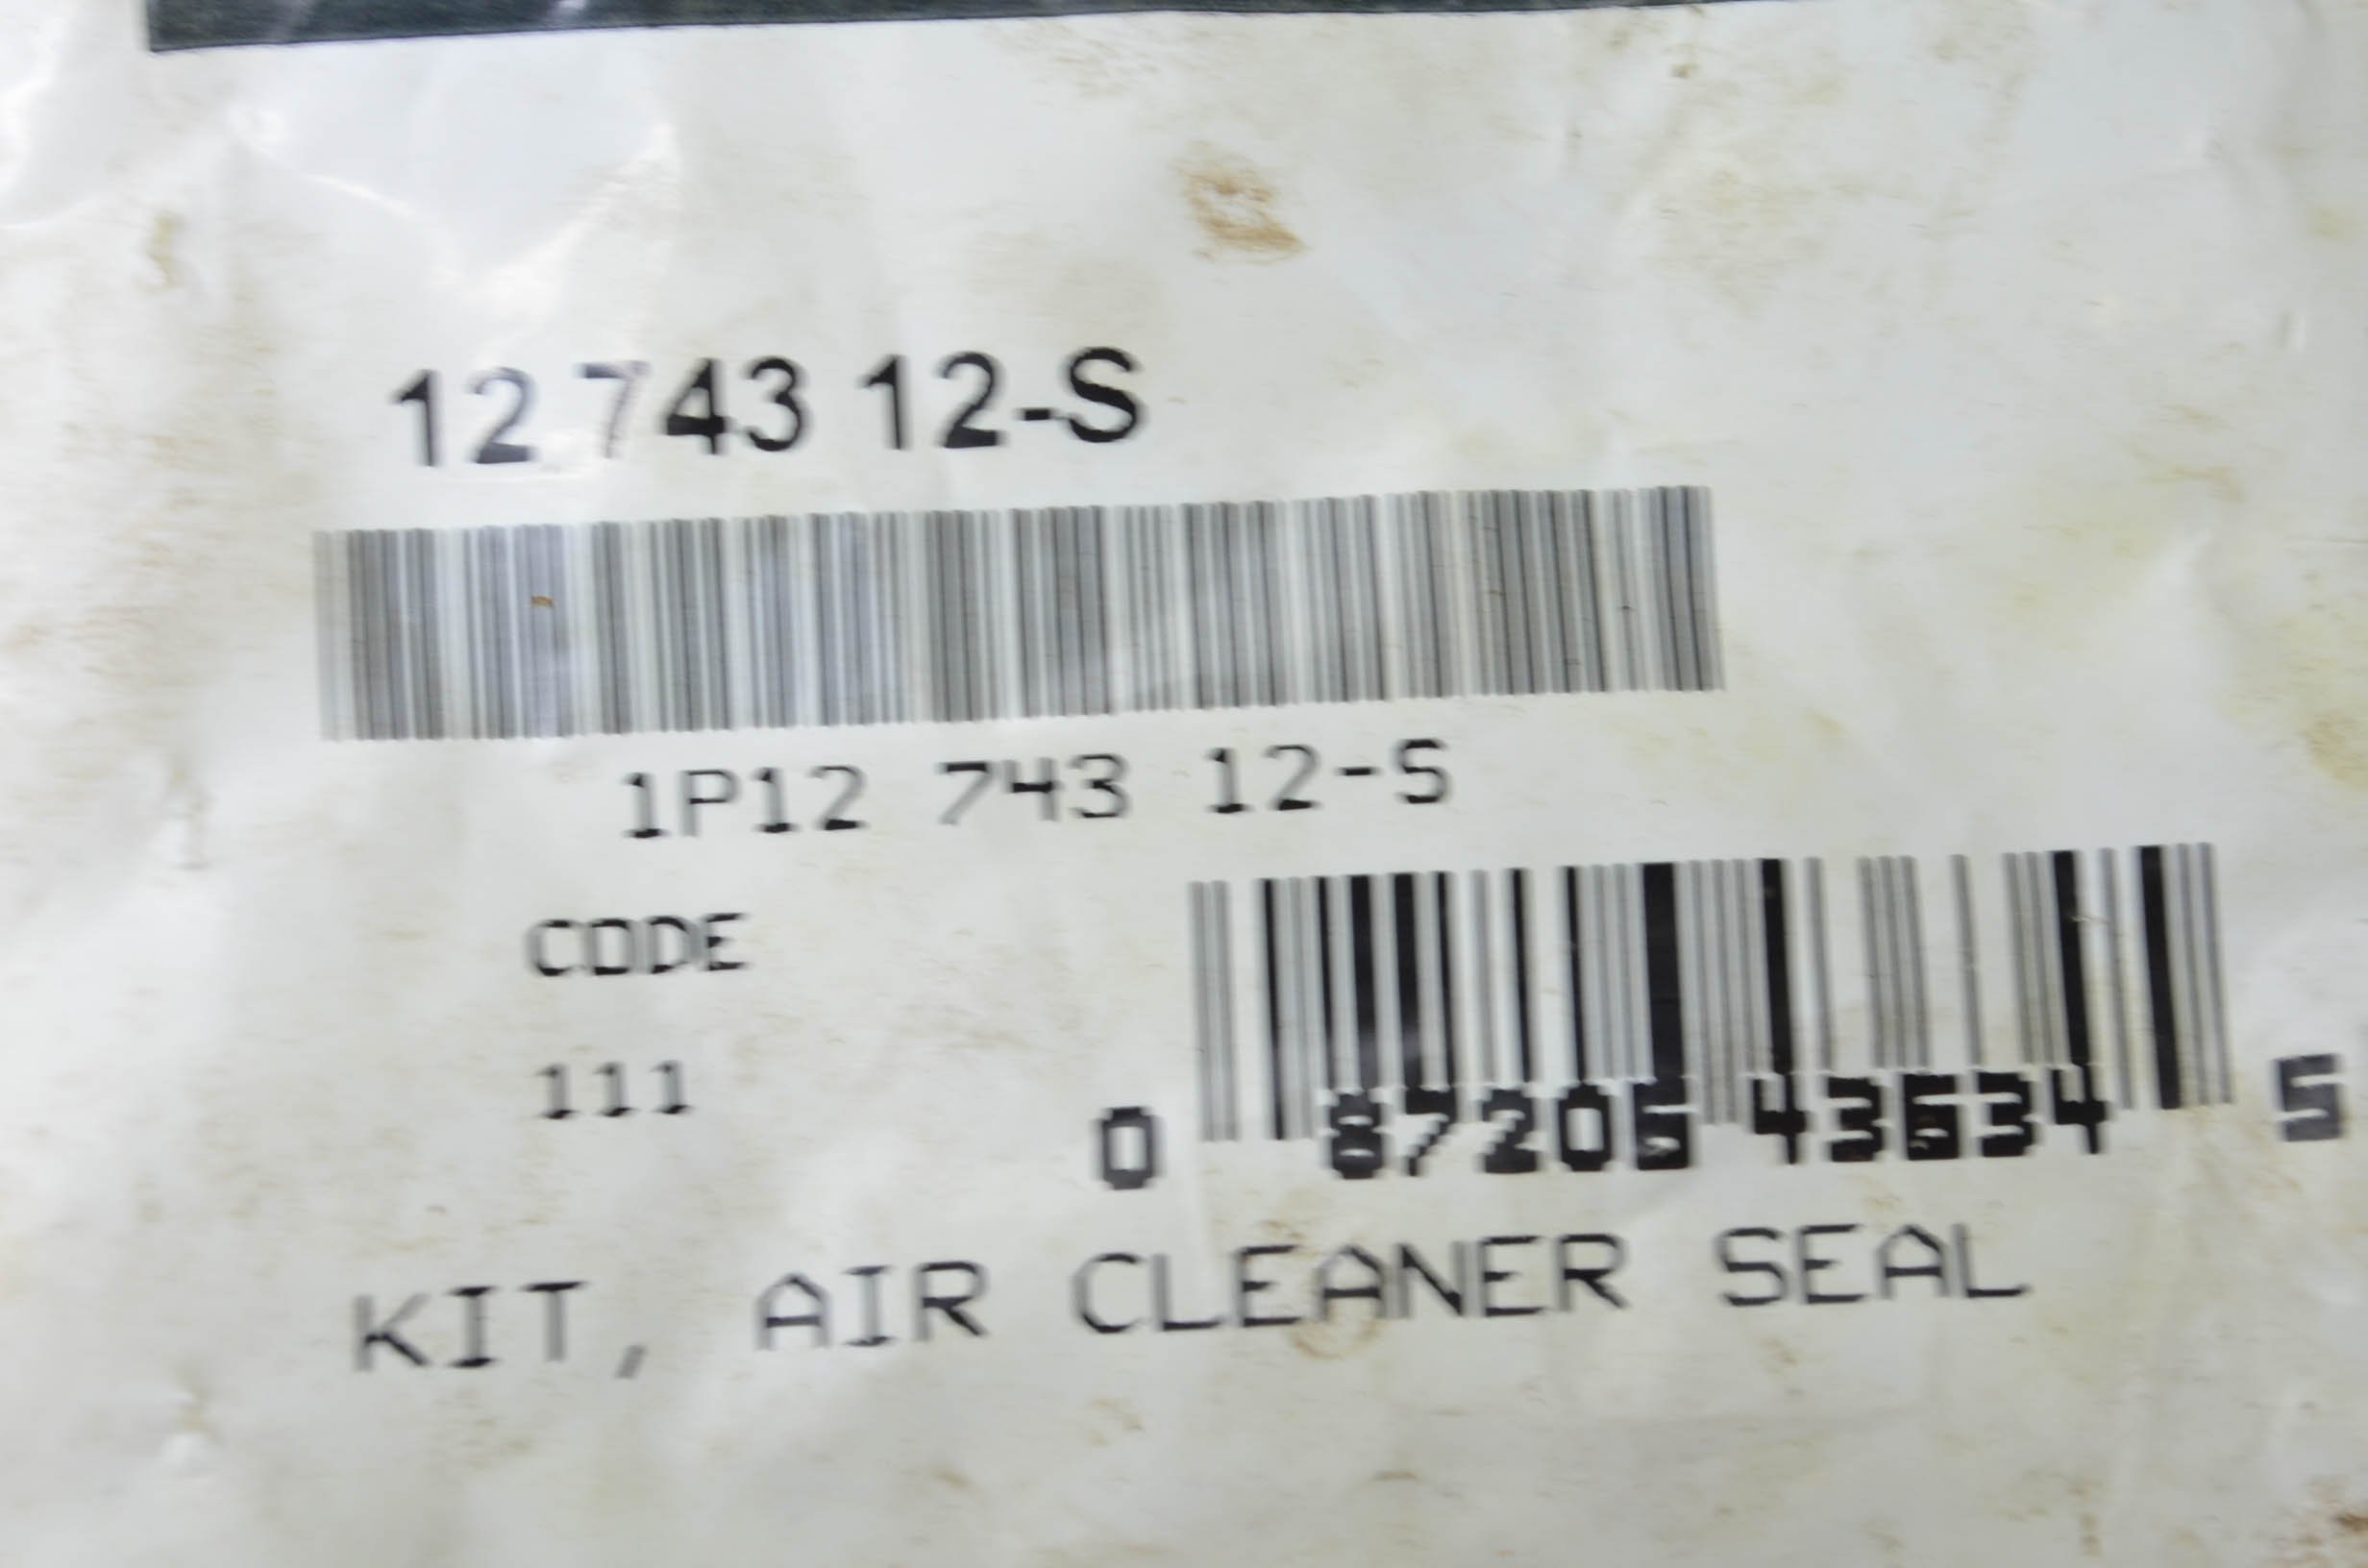 12 743 12-S
1P12 743 12-S
CODE
111
0 87206 43634 5
KIT, AIR CLEANER SEAL